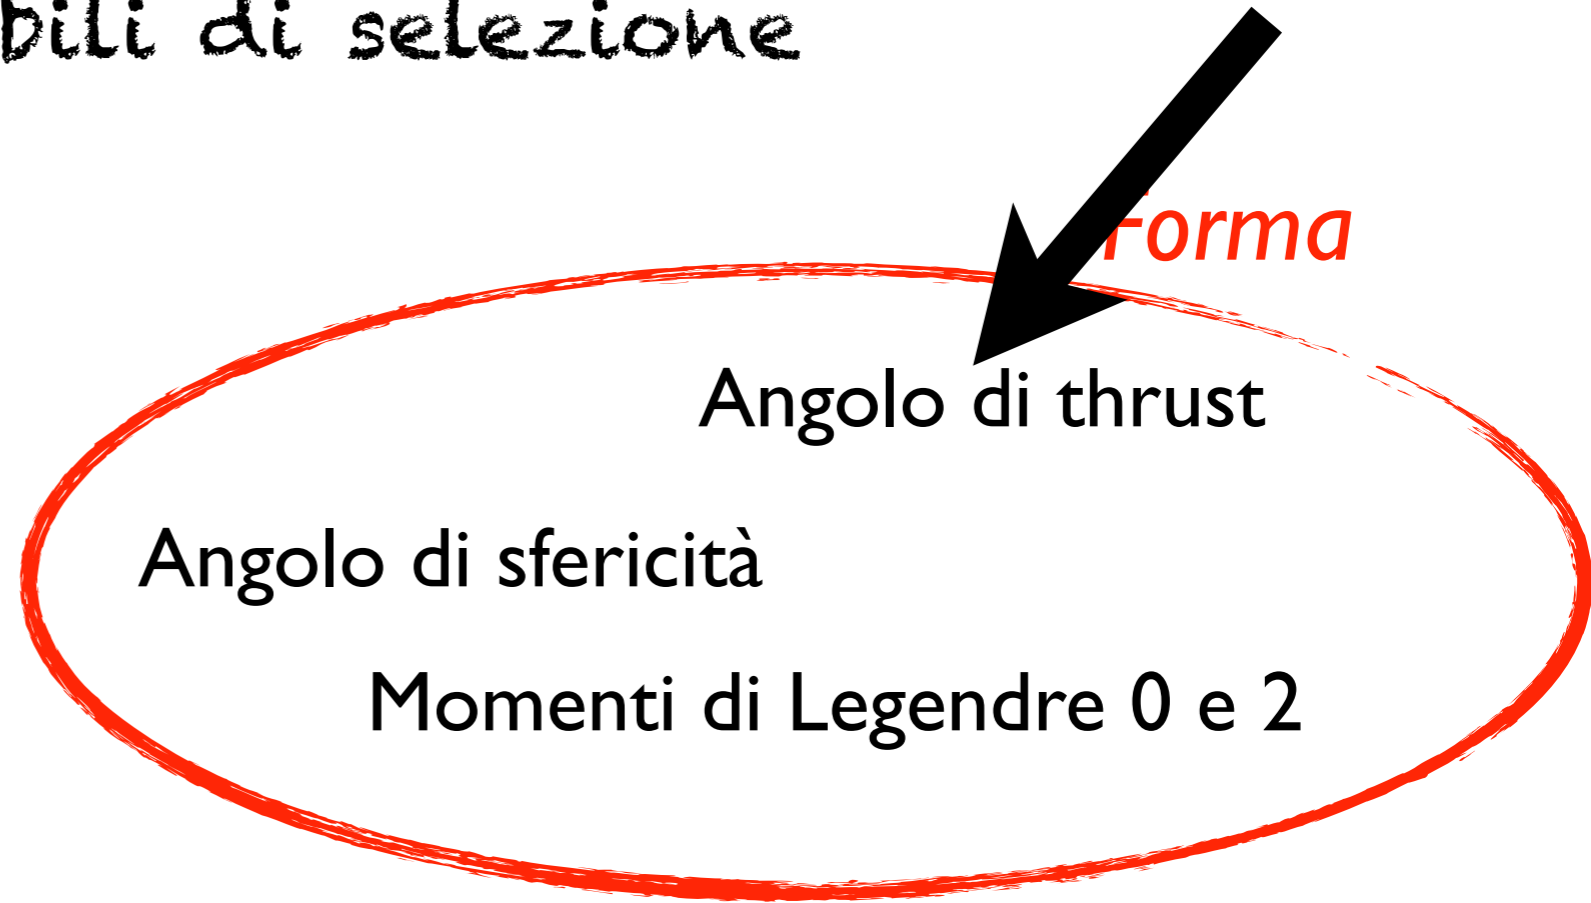 bili di selezione
Forma
Angolo di thrust
Angolo di sfericità
Momenti di Legendre 0 e 2